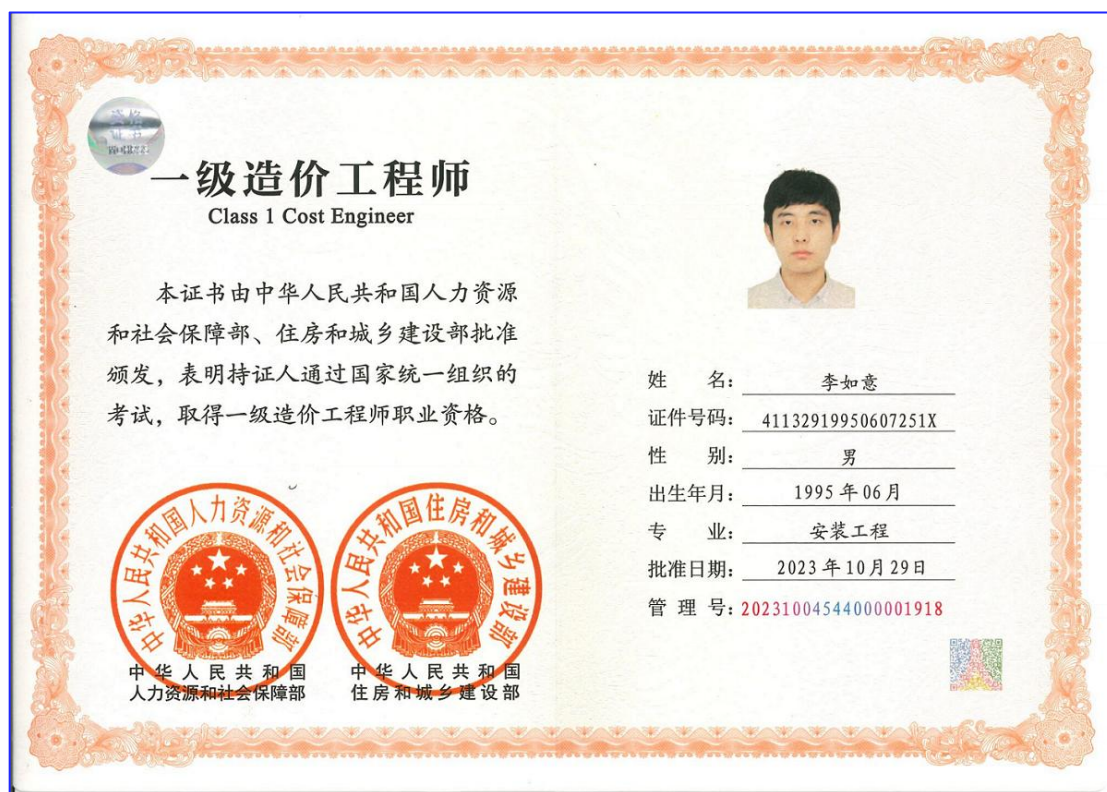 资格
证书
一级造价工程师
Class 1 Cost Engineer
本证书由中华人民共和国人力资源
和社会保障部、住房和城乡建设部批准
颁发，表明持证人通过国家统一组织的
考试，取得一级造价工程师职业资格。
中华人民共和国人力资源和社会保障部
中华人民共和国住房和城乡建设部
中华人民共和国
人力资源和社会保障部
中华人民共和国
住房和城乡建设部
姓 名： 李如意
证件号码： 41132919950607251X
性 别： 男
出生年月： 1995年06月
专 业： 安装工程
批准日期： 2023年10月29日
管 理 号： 20231004544000001918